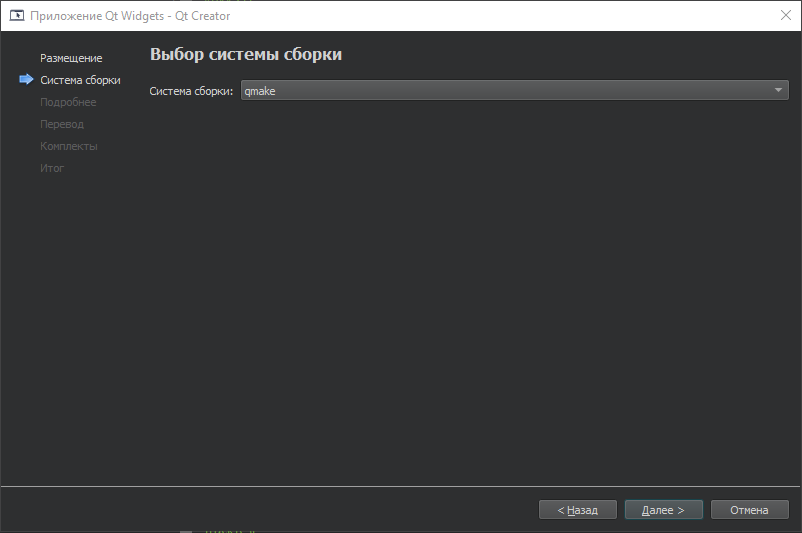 Приложение Qt Widgets - Qt Creator
Размещение
Система сборки
Подробнее
Перевод
Комплекты
Итог
Выбор системы сборки
Система сборки: qmake
< Назад
Далее >
Отмена